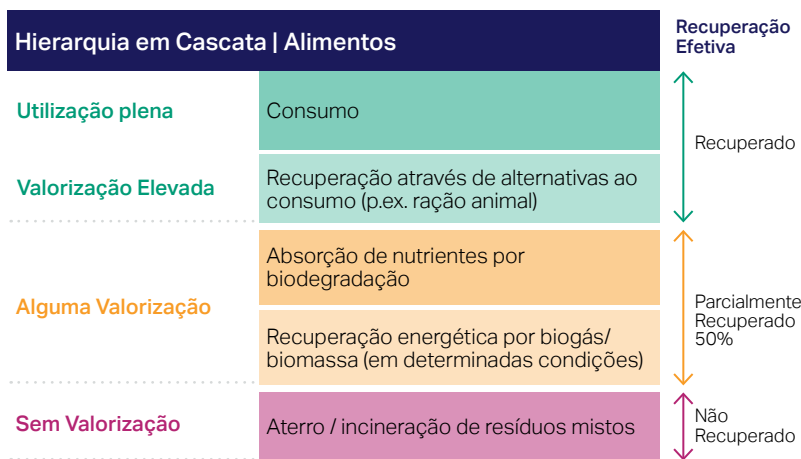 Hierarquia em Cascata | Alimentos
Recuperação
Efetiva
Utilização plena
Consumo
Recuperado
Valorização Elevada
Recuperação através de alternativas ao
consumo (p.ex. ração animal)
Alguma Valorização
Absorção de nutrientes por
biodegradação
Recuperação energética por biogás/
biomassa (em determinadas condições)
Parcialmente
Recuperado
50%
Sem Valorização
Aterro / incineração de resíduos mistos
Não
Recuperado